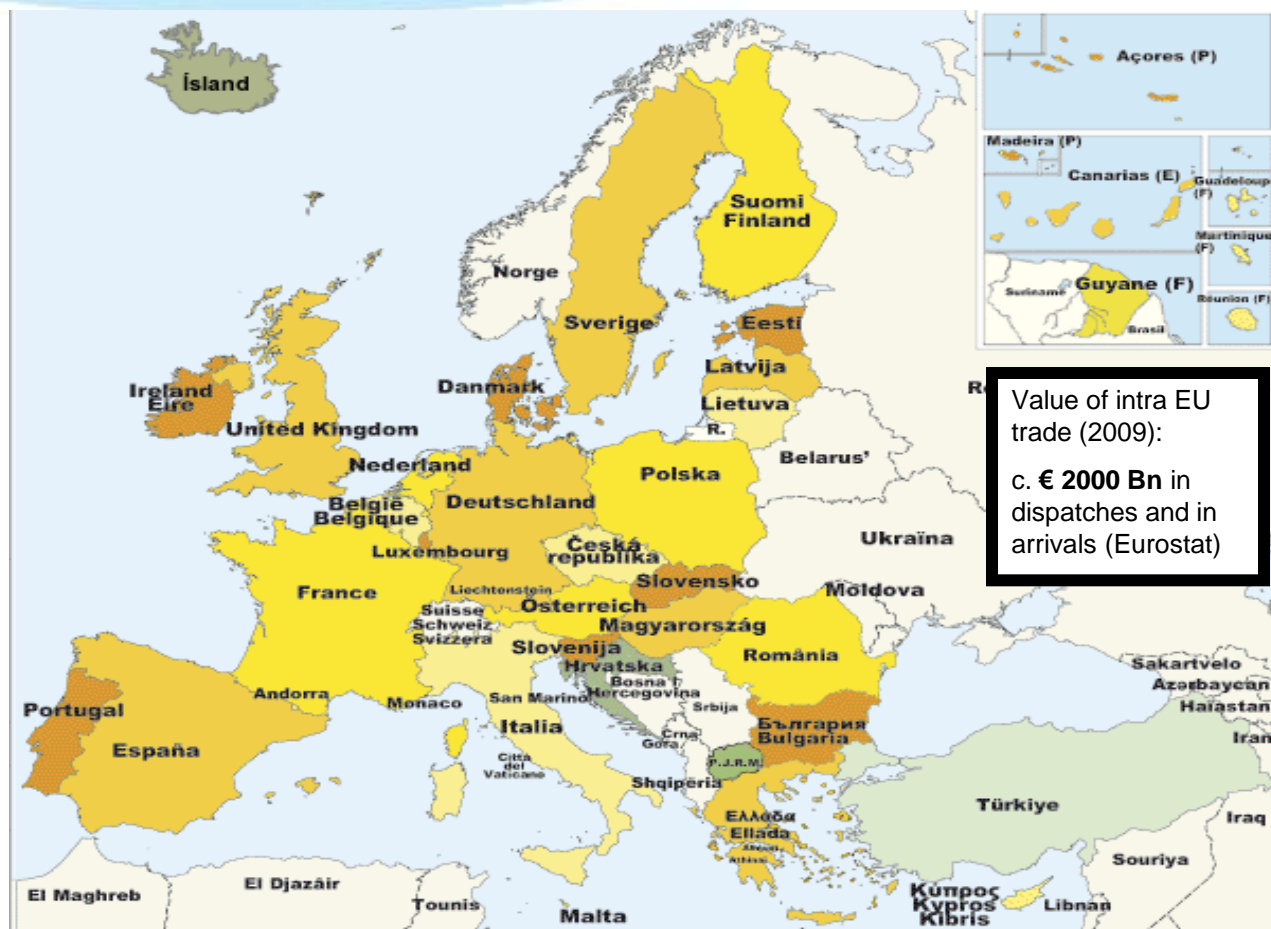 Ísland
Açores (P)
Madeira (P)
Canarias (E)
Guadeloupe
(F)
Martinique
(F)
Guyane (F)
Suriname
Brasil
Réunion (F)
Suomi
Finland
Norge
Sverige
Eesti
Latvija
Lietuva
R.
Danmark
Ireland
Éire
United Kingdom
Nederland
België
Belgique
Deutschland
Polska
Belarus'
Ukraïna
Luxembourg
Česká
republika
Slovensko
Moldova
France
Liechtenstein
Österreich
Suisse
Schweiz
Svizzera
Magyarország
Slovenija
Hrvatska
România
Bosna i
Hercegovina
Srbija
Andorra
Monaco
San Marino
Portugal
España
Italia
Città
del
Vaticano
Crna
Gora
България
Bulgaria
P.J.R.M.
Shqipëria
Ελλάδα
Ellada
Türkiye
Sakartvelo
Azərbaycan
Haïastan
Iran
Iraq
Souriya
Libnan
Κύπρος
Kýpros
Kibris
El Maghreb
El Djazâir
Tounis
Malta
Value of intra EU
trade (2009):
c. € 2000 Bn in
dispatches and in
arrivals (Eurostat)